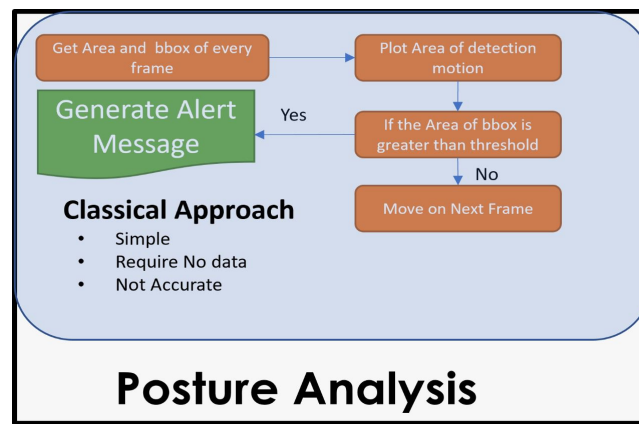 Get Area and bbox of every
frame
Plot Area of detection
motion
Generate Alert
Message
Yes
If the Area of bbox is
greater than threshold
No
Move on Next Frame
Classical Approach
• Simple
• Require No data
• Not Accurate
Posture Analysis